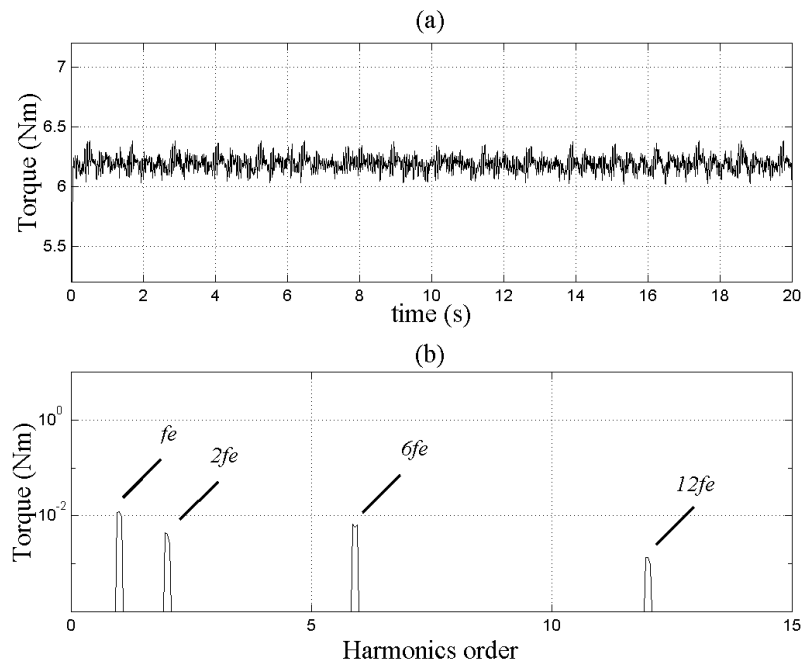 (a)
Torque (Nm)
7
6.5
6
5.5
0 2 4 6 8 10 12 14 16 18 20
time (s)
(b)
Torque (Nm)
10^0
10^-2
fe
2fe
6fe
12fe
0 5 10 15
Harmonics order